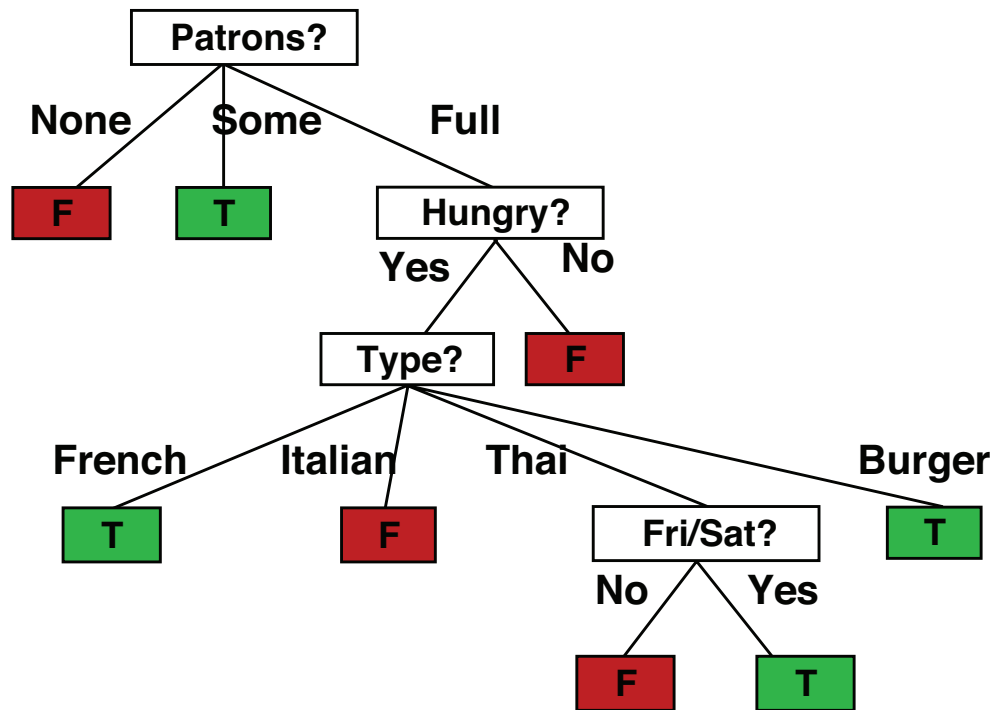 Patrons?
None Some Full
F T Hungry?
Yes No
Type? F
French Italian Thai Burger
T F Fri/Sat? T
No Yes
F T